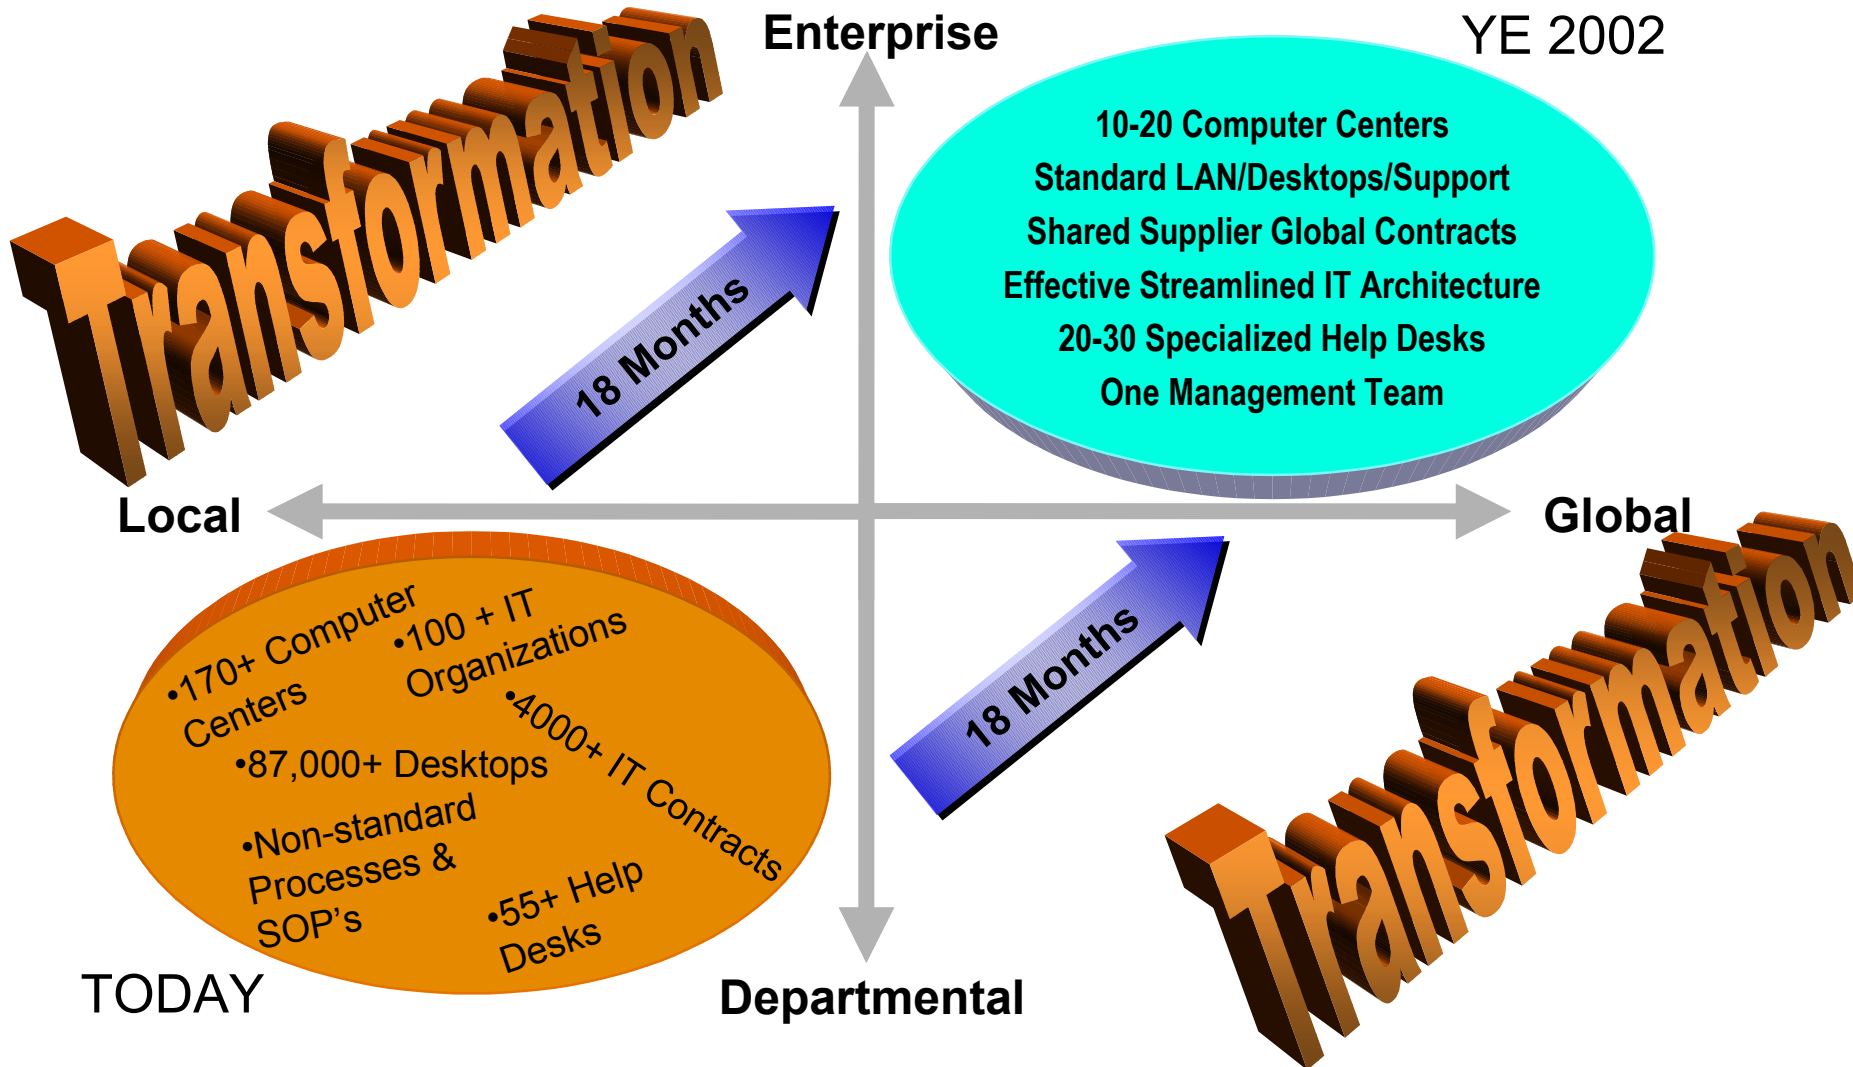 Transformation
Enterprise
YE 2002
10-20 Computer Centers
Standard LAN/Desktops/Support
Shared Supplier Global Contracts
Effective Streamlined IT Architecture
20-30 Specialized Help Desks
One Management Team
18 Months
Local
Global
•170+ Computer
Centers
•100 + IT
Organizations
•4000+ IT Contracts
•87,000+ Desktops
•Non-standard
Processes &
SOP’s
•55+ Help
Desks
18 Months
Transformation
TODAY
Departmental